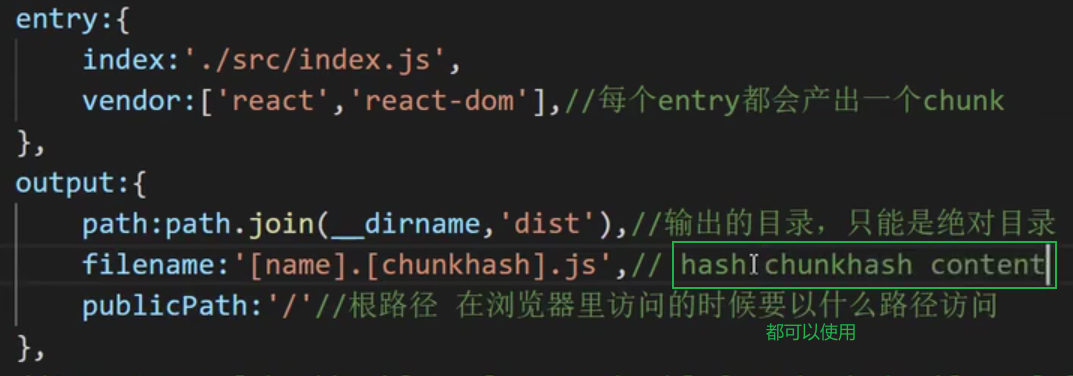 entry:{
index:'./src/index.js',
vendor:['react','react-dom'],//每个entry都会产出一个chunk
},
output:{
path:path.join(__dirname,'dist'),//输出的目录，只能是绝对目录
filename:'[name].[chunkhash].js',// hash chunkhash content
publicPath:'/'//根路径 在浏览器里访问的时候要以什么路径访问
都可以使用
},